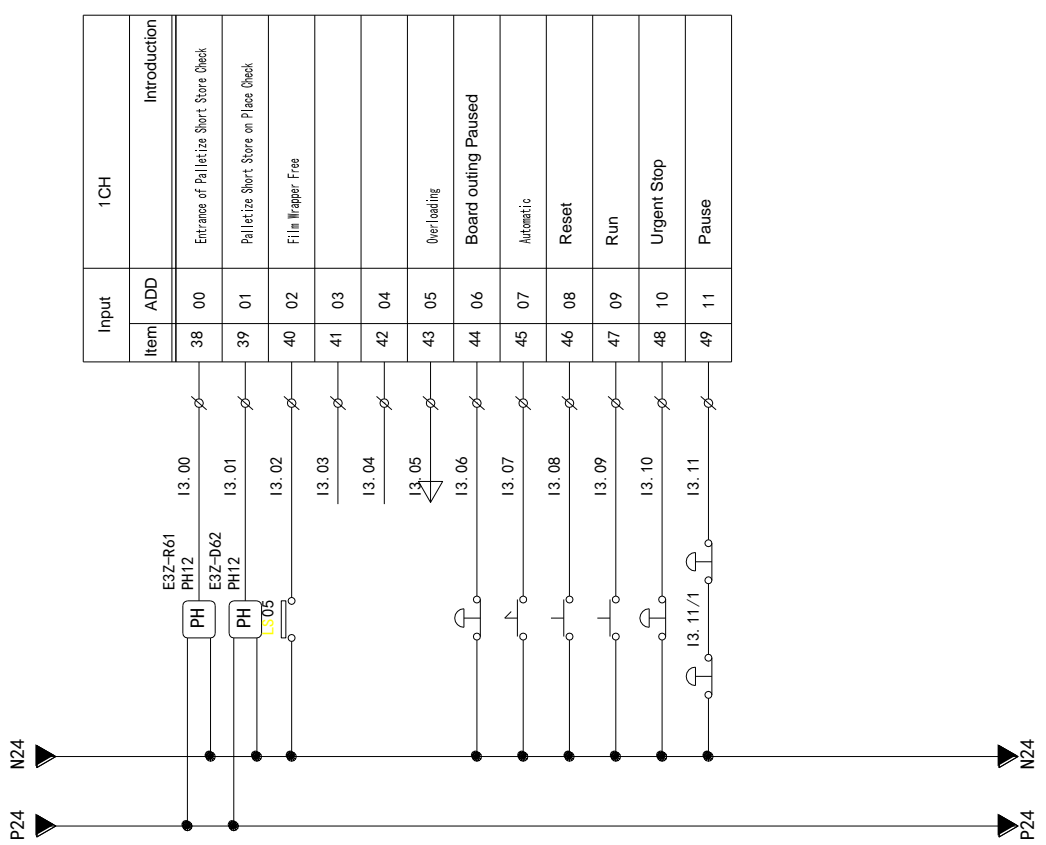 Input 1CH
Item ADD Introduction
38 00 Entrance of Palletize Short Store Check
39 01 Palletize Short Store on Place Check
40 02 Film Wrapper Free
41 03
42 04
43 05 Overloading
44 06 Board outing Paused
45 07 Automatic
46 08 Reset
47 09 Run
48 10 Urgent Stop
49 11 Pause
I3.00
I3.01
I3.02
I3.03
I3.04
I3.05
I3.06
I3.07
I3.08
I3.09
I3.10
I3.11
E3Z-R61
PH12
E3Z-D62
PH12
PH
PH
LS05
I3.11/1
N24
N24
P24
P24